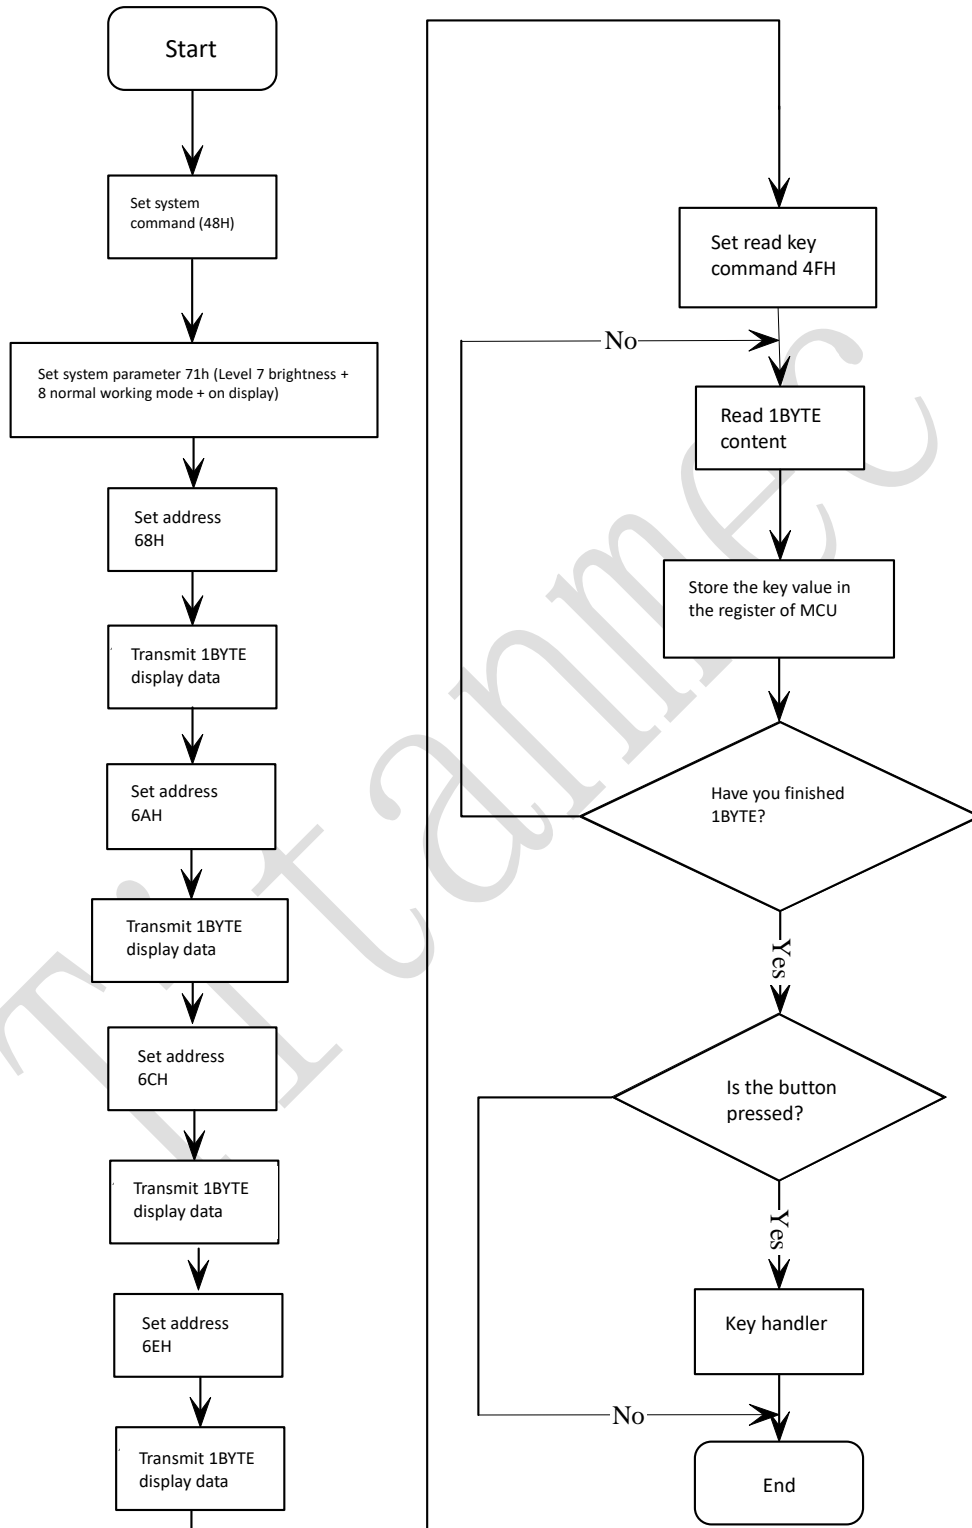 Start
Set system
command (48H)
Set system parameter 71h (Level 7 brightness +
8 normal working mode + on display)
Set address
68H
Transmit 1BYTE
display data
Set address
6AH
Transmit 1BYTE
display data
Set address
6CH
Transmit 1BYTE
display data
Set address
6EH
Transmit 1BYTE
display data
Set read key
command 4FH
No
Read 1BYTE
content
Store the key value in
the register of MCU
Have you finished
1BYTE?
Yes
Is the button
pressed?
Yes
Key handler
No
End
Titanmec